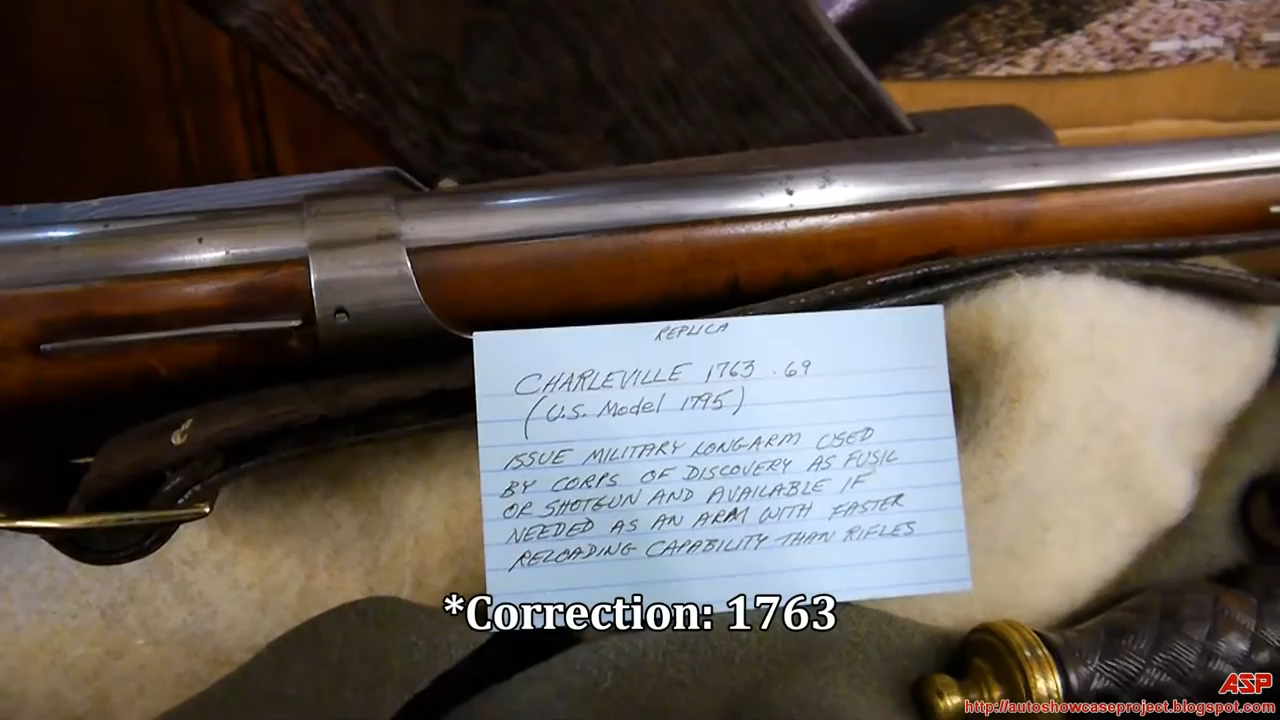 REPLICA
CHARLEVILLE 1763 .69
(U.S. Model 1795)
ISSUE MILITARY LONGARM USED
BY CORPS OF DISCOVERY AS FUSIL
OR SHOTGUN AND AVAILABLE IF
NEEDED AS AN ARM WITH FASTER
RELOADING CAPABILITY THAN RIFLES
*Correction: 1763
ASP
http://autoshowcaseproject.blogspot.com